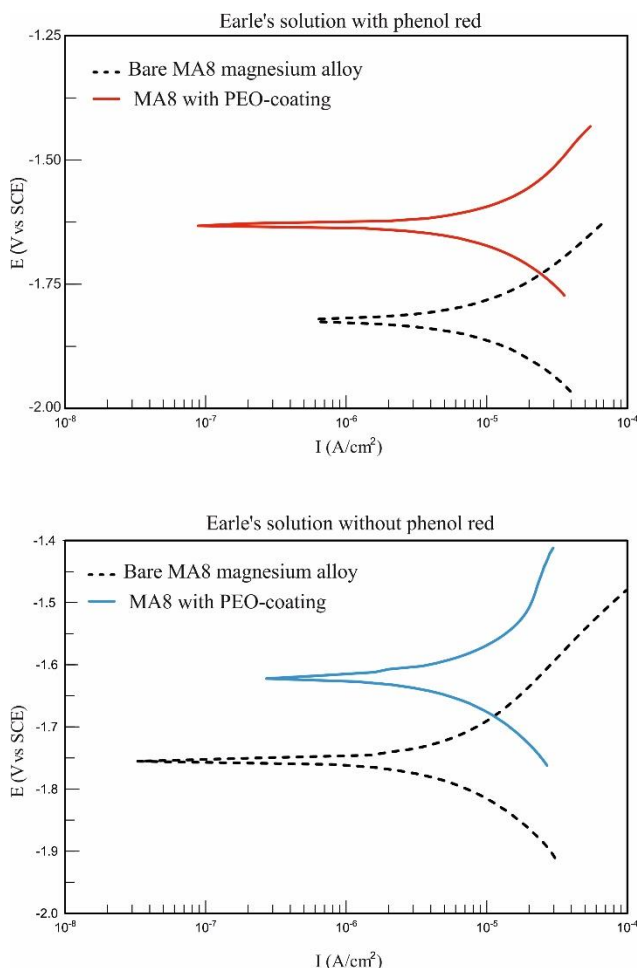 Earle's solution with phenol red
-1.25
-1.50
-1.75
-2.00
E (V vs SCE)
Bare MA8 magnesium alloy
MA8 with PEO-coating
10-8
10-7
10-6
10-5
10-4
I (A/cm²)
Earle's solution without phenol red
-1.4
-1.5
-1.6
-1.7
-1.8
-1.9
-2.0
E (V vs SCE)
Bare MA8 magnesium alloy
MA8 with PEO-coating
10-8
10-7
10-6
10-5
10-4
I (A/cm²)